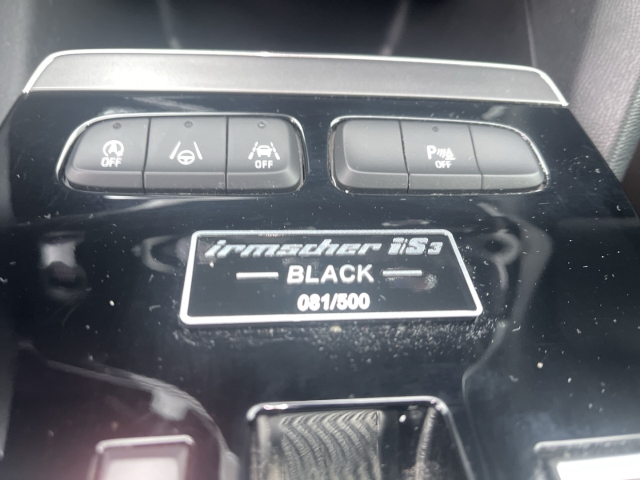 OFF
OFF
P
OFF
irmscher iS3
BLACK
081/500